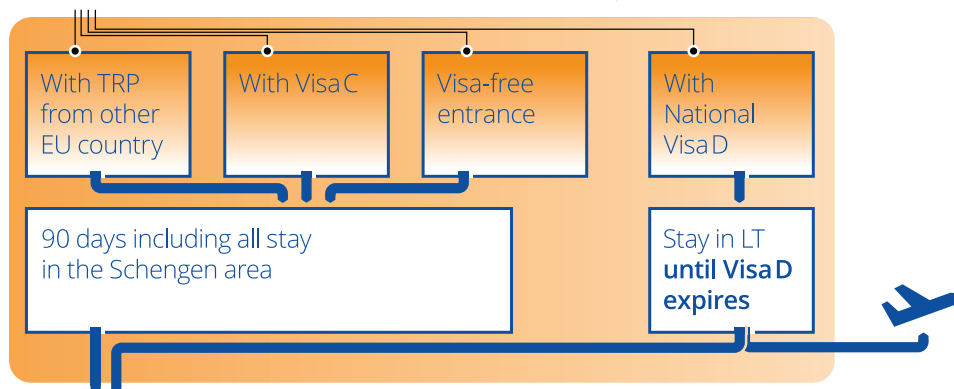 With TRP
from other
EU country
With Visa C
Visa-free
entrance
With
National
Visa D
90 days including all stay
in the Schengen area
Stay in LT
until Visa D
expires